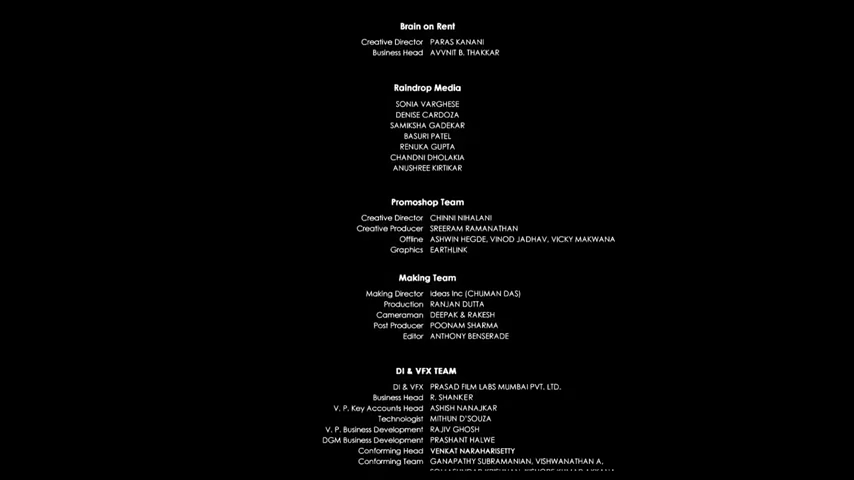 Brain on Rent
Creative Director PARAS KANANI
Business Head AVVNIT B. THAKKAR
Raindrop Media
SONIA VARGHESE
DENISE CARDOZA
SAMIKSHA GADEKAR
BASURI PATEL
RENUKA GUPTA
CHANDNI DHOLAKIA
ANUSHREE KIRTIKAR
Promoshop Team
Creative Director CHINNI NIHALANI
Creative Producer SREERAM RAMANATHAN
Offline ASHWIN HEGDE, VINOD JADHAV, VICKY MAKWANA
Graphics EARTHLINK
Making Team
Making Director Ideas Inc (CHUMAN DAS)
Production RANJAN DUTTA
Cameraman DEEPAK & RAKESH
Post Producer POONAM SHARMA
Editor ANTHONY BENSERADE
DI & VFX TEAM
DI & VFX PRASAD FILM LABS MUMBAI PVT. LTD.
Business Head R. SHANKER
V. P. Key Accounts Head ASHISH NANAJKAR
Technologist MITHUN D'SOUZA
V. P. Business Development RAJIV GHOSH
DGM Business Development PRASHANT HALWE
Conforming Head VENKAT NARAHARISETTY
Conforming Team GANAPATHY SUBRAMANIAN, VISHWANATHAN A,